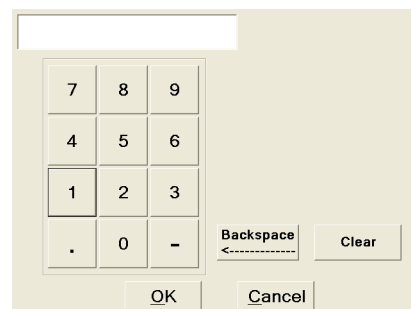 7 8 9
4 5 6
1 2 3
. 0 -
Backspace
<-------------
Clear
OK
Cancel